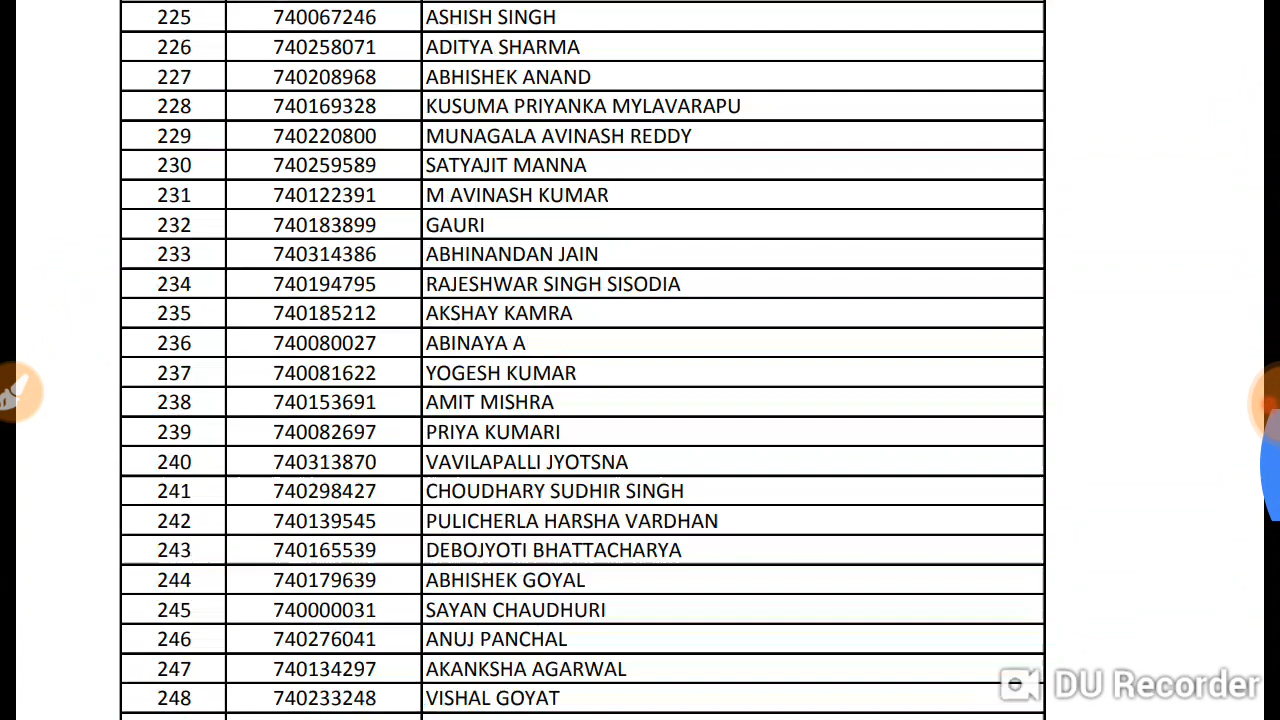 225 740067246 ASHISH SINGH
226 740258071 ADITYA SHARMA
227 740208968 ABHISHEK ANAND
228 740169328 KUSUMA PRIYANKA MYLAVARAPU
229 740220800 MUNAGALA AVINASH REDDY
230 740259589 SATYAJIT MANNA
231 740122391 M AVINASH KUMAR
232 740183899 GAURI
233 740314386 ABHINANDAN JAIN
234 740194795 RAJESHWAR SINGH SISODIA
235 740185212 AKSHAY KAMRA
236 740080027 ABINAYA A
237 740081622 YOGESH KUMAR
238 740153691 AMIT MISHRA
239 740082697 PRIYA KUMARI
240 740313870 VAVILAPALLI JYOTSNA
241 740298427 CHOUDHARY SUDHIR SINGH
242 740139545 PULICHERLA HARSHA VARDHAN
243 740165539 DEBOJYOTI BHATTACHARYA
244 740179639 ABHISHEK GOYAL
245 740000031 SAYAN CHAUDHURI
246 740276041 ANUJ PANCHAL
247 740134297 AKANKSHA AGARWAL
248 740233248 VISHAL GOYAT
DU Recorder